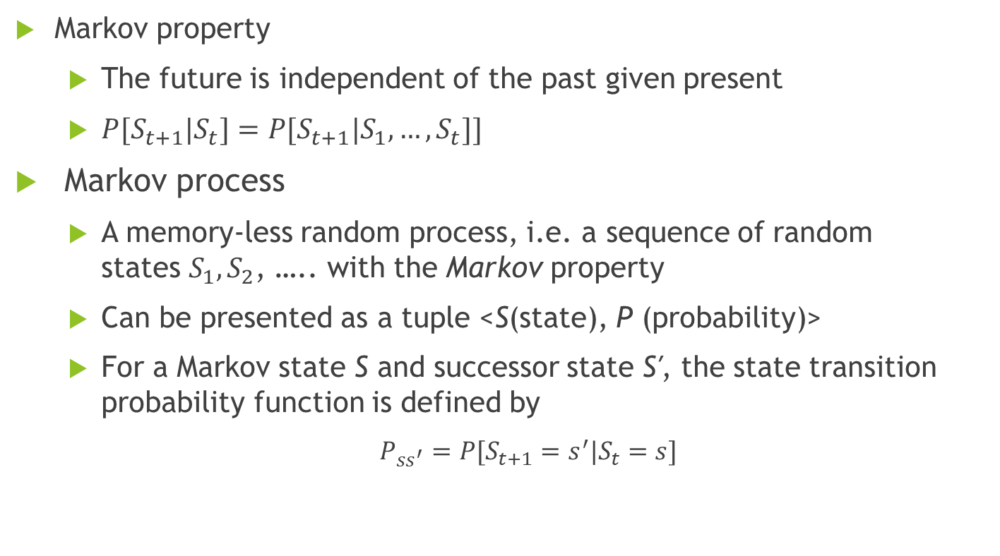 Markov property
The future is independent of the past given present
P[S_{t+1}|S_t] = P[S_{t+1}|S_1, … , S_t]]
Markov process
A memory-less random process, i.e. a sequence of random
states S_1, S_2, ….. with the Markov property
Can be presented as a tuple <S(state), P (probability)>
For a Markov state S and successor state S′, the state transition
probability function is defined by
P_{ss′} = P[S_{t+1} = s′|S_t = s]